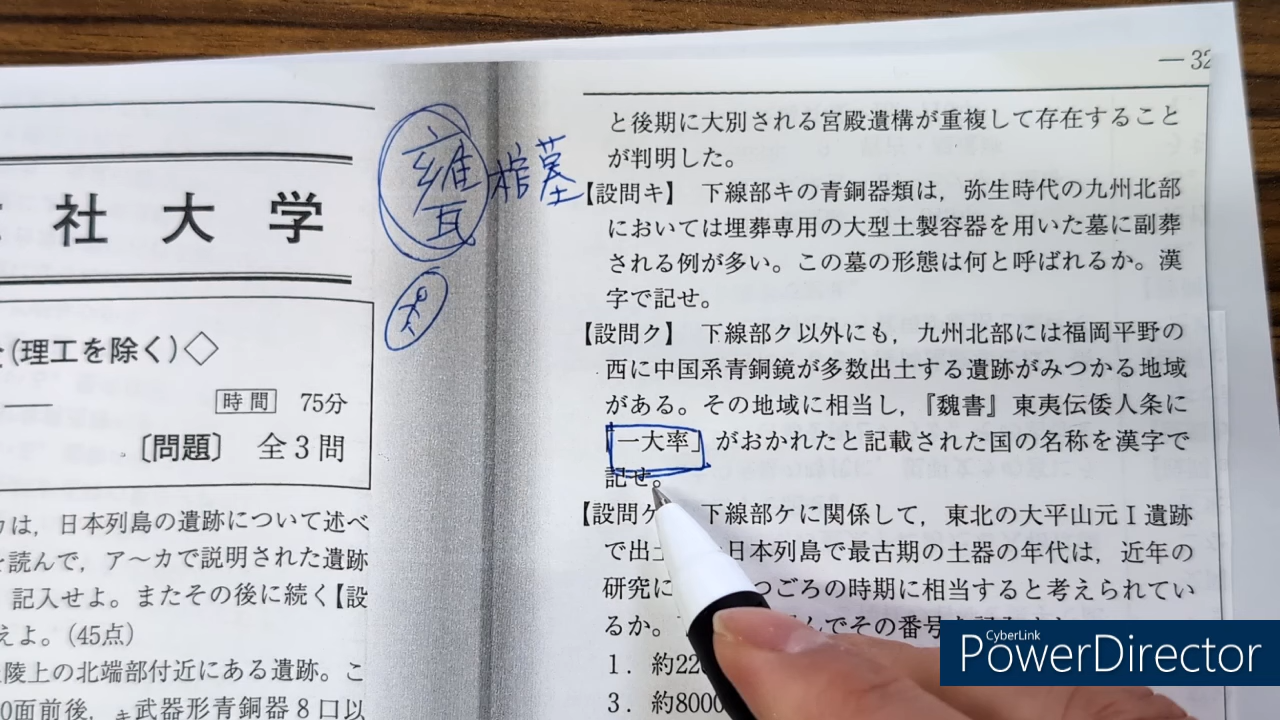 社大学
(理工を除く)◇
時間 75分
〔問題〕 全3問
は，日本列島の遺跡について述べ
を読んで，ア〜カで説明された遺跡
記入せよ。またその後に続く【設
えよ。(45点)
陵上の北端部付近にある遺跡。こ
0面前後，キ武器形青銅器8口以
甕棺墓
― 32
と後期に大別される宮殿遺構が重複して存在すること
が判明した。
【設問キ】 下線部キの青銅器類は，弥生時代の九州北部
においては埋葬専用の大型土製容器を用いた墓に副葬
される例が多い。この墓の形態は何と呼ばれるか。漢
字で記せ。
【設問ク】 下線部ク以外にも，九州北部には福岡平野の
西に中国系青銅鏡が多数出土する遺跡がみつかる地域
がある。その地域に相当し，『魏書』東夷伝倭人条に
「一大率」がおかれたと記載された国の名称を漢字で
記せ。
【設問ケ 下線部ケに関係して，東北の大平山元Ⅰ遺跡
で出土 日本列島で最古期の土器の年代は，近年の
研究に つごろの時期に相当すると考えられてい
るか。 んでその番号
1．約22
3．約8000
CyberLink
PowerDirector